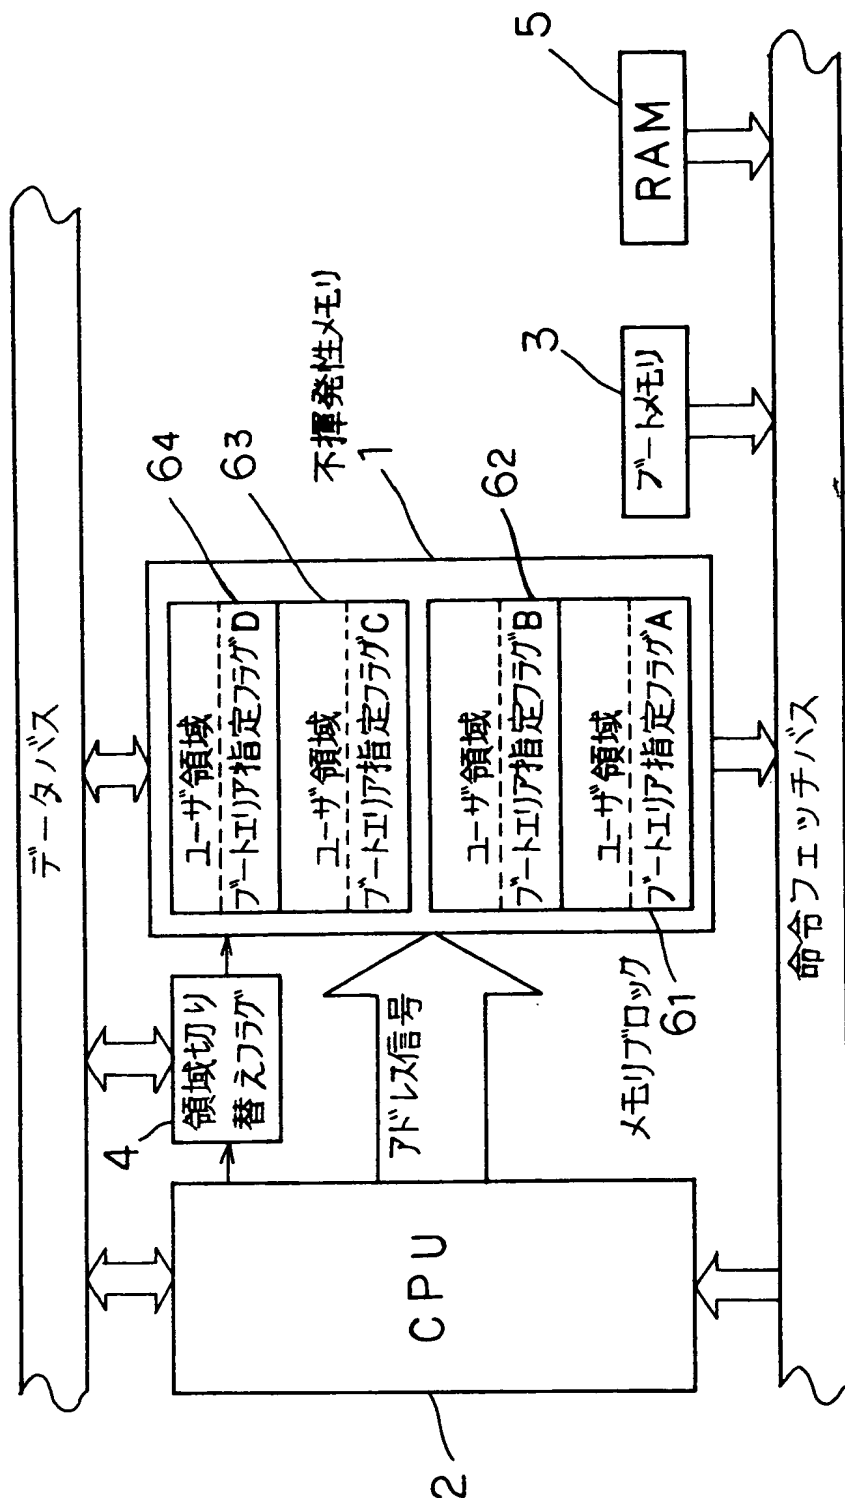 データバス
64
63
不揮発性メモリ
1
62
3
5
4
領域切り
替えフラグ
ユーザ領域
ブートエリア指定フラグD
ユーザ領域
ブートエリア指定フラグC
ユーザ領域
ブートエリア指定フラグB
ユーザ領域
ブートエリア指定フラグA
ブートメモリ
RAM
アドレス信号
メモリブロック
61
CPU
2
命令フェッチバス